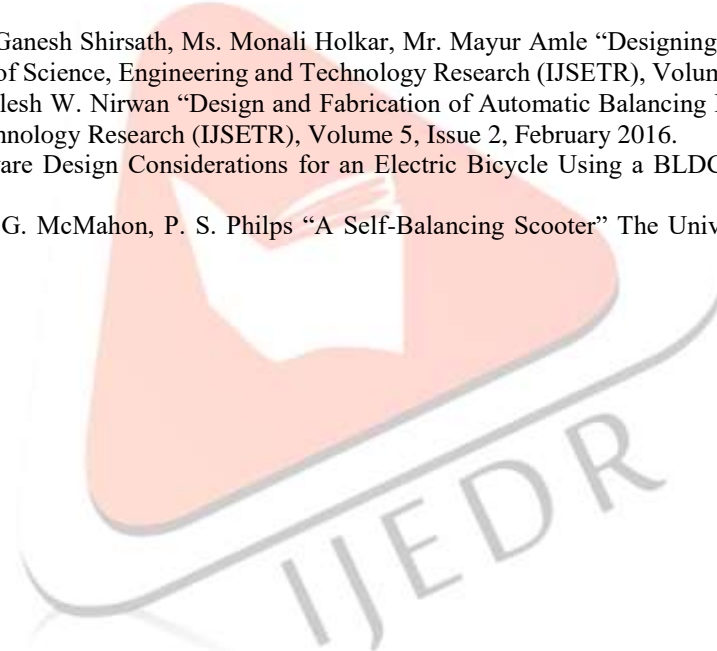 Ganesh Shirsath, Ms. Monali Holkar, Mr. Mayur Amle “Designing
of Science, Engineering and Technology Research (IJSETR), Volum
lesh W. Nirwan “Design and Fabrication of Automatic Balancing
hnology Research (IJSETR), Volume 5, Issue 2, February 2016.
are Design Considerations for an Electric Bicycle Using a BLDC
G. McMahon, P. S. Philps “A Self-Balancing Scooter” The Univ
IJEDR